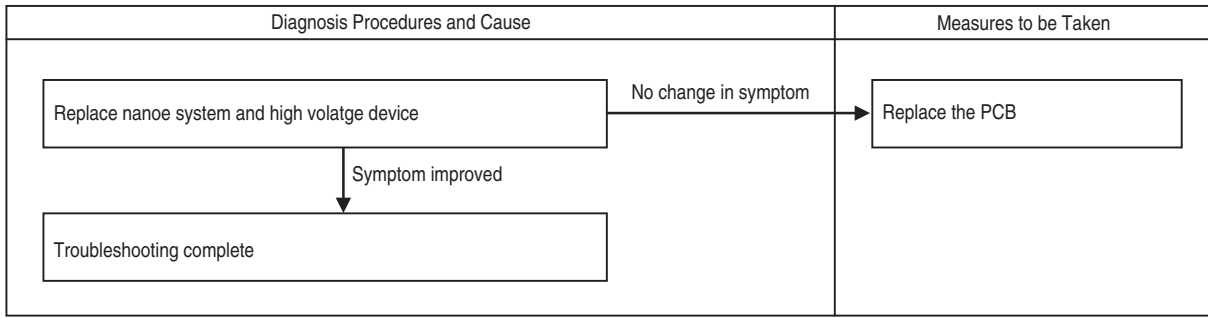 Diagnosis Procedures and Cause
Measures to be Taken
Replace nanoe system and high volatge device
No change in symptom
Replace the PCB
Symptom improved
Troubleshooting complete